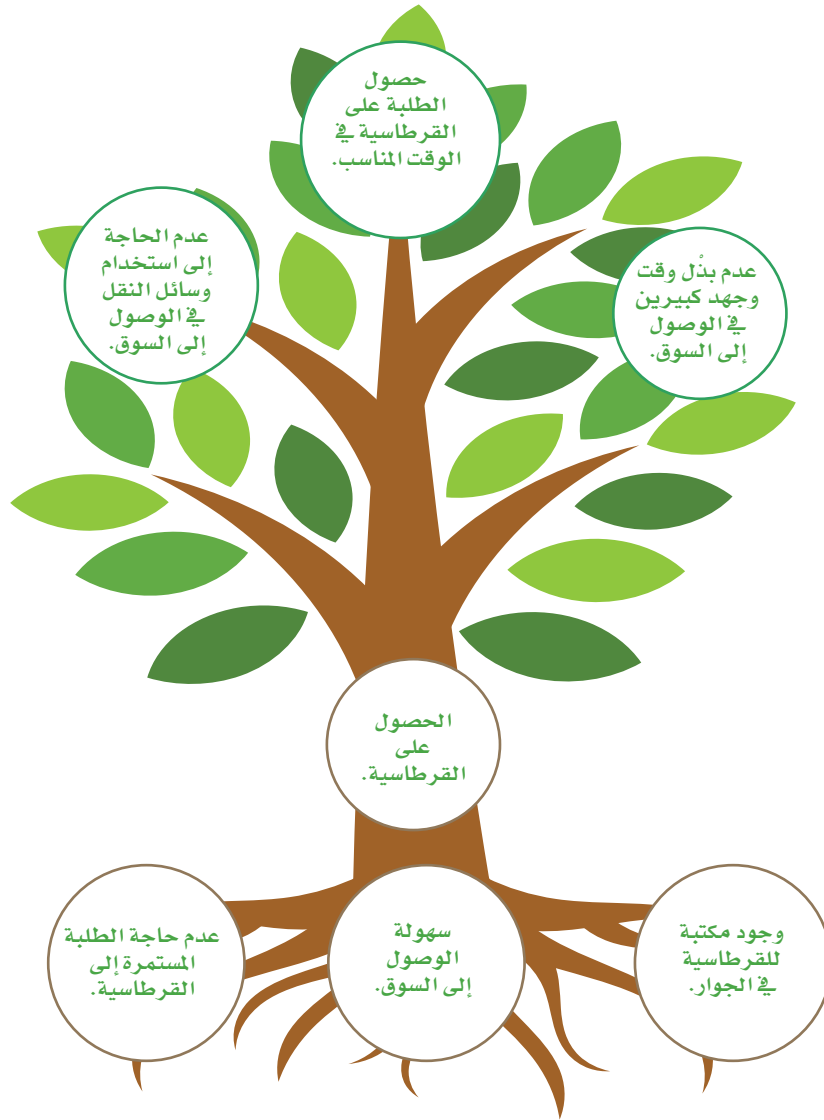 حصول
الطلبة على
القرطاسية في
الوقت المناسب.
عدم بذْل وقت
وجهد كبيرين
في الوصول
إلى السوق.
عدم الحاجة
إلى استخدام
وسائل النقل
في الوصول
إلى السوق.
الحصول
على
القرطاسية.
وجود مكتبة
للقرطاسية
في الجوار.
سهولة
الوصول
إلى السوق.
عدم حاجة الطلبة
المستمرة إلى
القرطاسية.